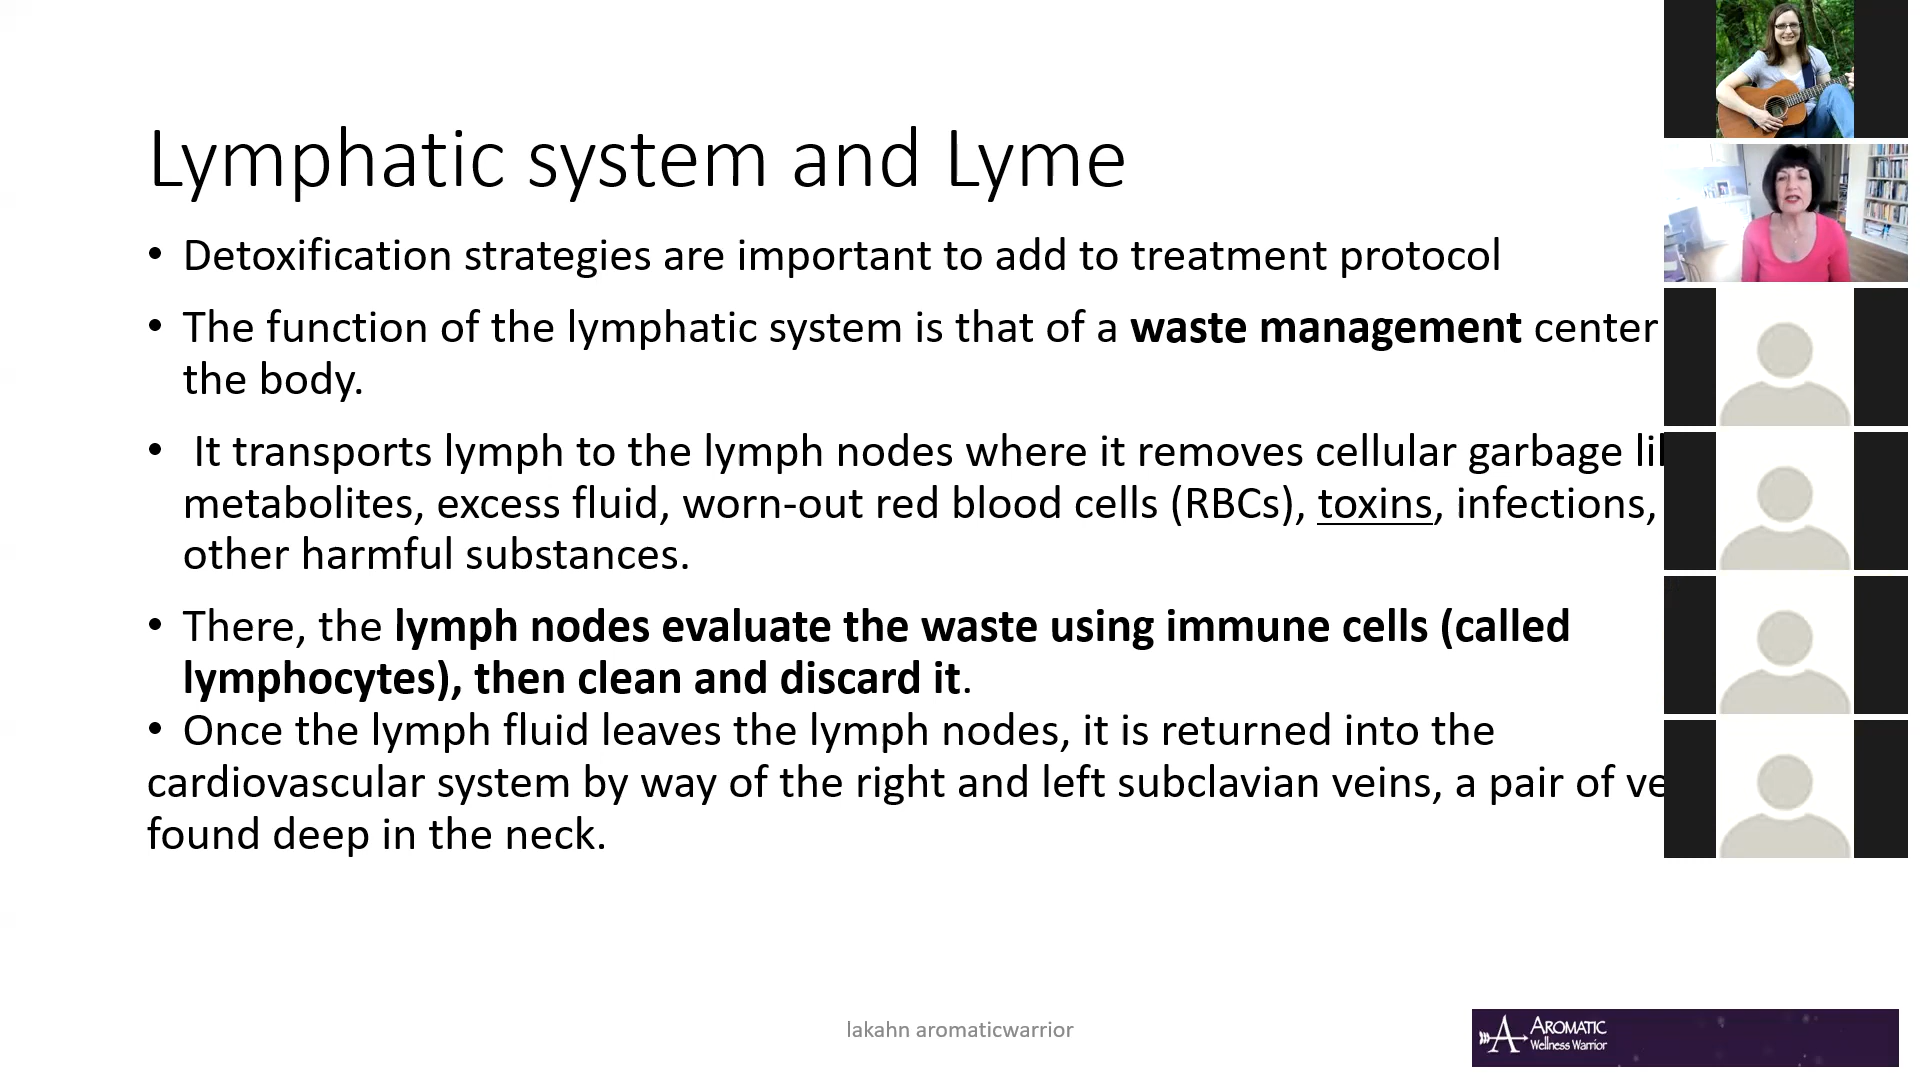 Lymphatic system and Lyme
• Detoxification strategies are important to add to treatment protocol
• The function of the lymphatic system is that of a waste management center
the body.
• It transports lymph to the lymph nodes where it removes cellular garbage
metabolites, excess fluid, worn-out red blood cells (RBCs), toxins, infections,
other harmful substances.
• There, the lymph nodes evaluate the waste using immune cells (called
lymphocytes), then clean and discard it.
• Once the lymph fluid leaves the lymph nodes, it is returned into the
cardiovascular system by way of the right and left subclavian veins, a pair of
found deep in the neck.
lakahn aromaticwarrior
AROMATIC
Wellness Warrior